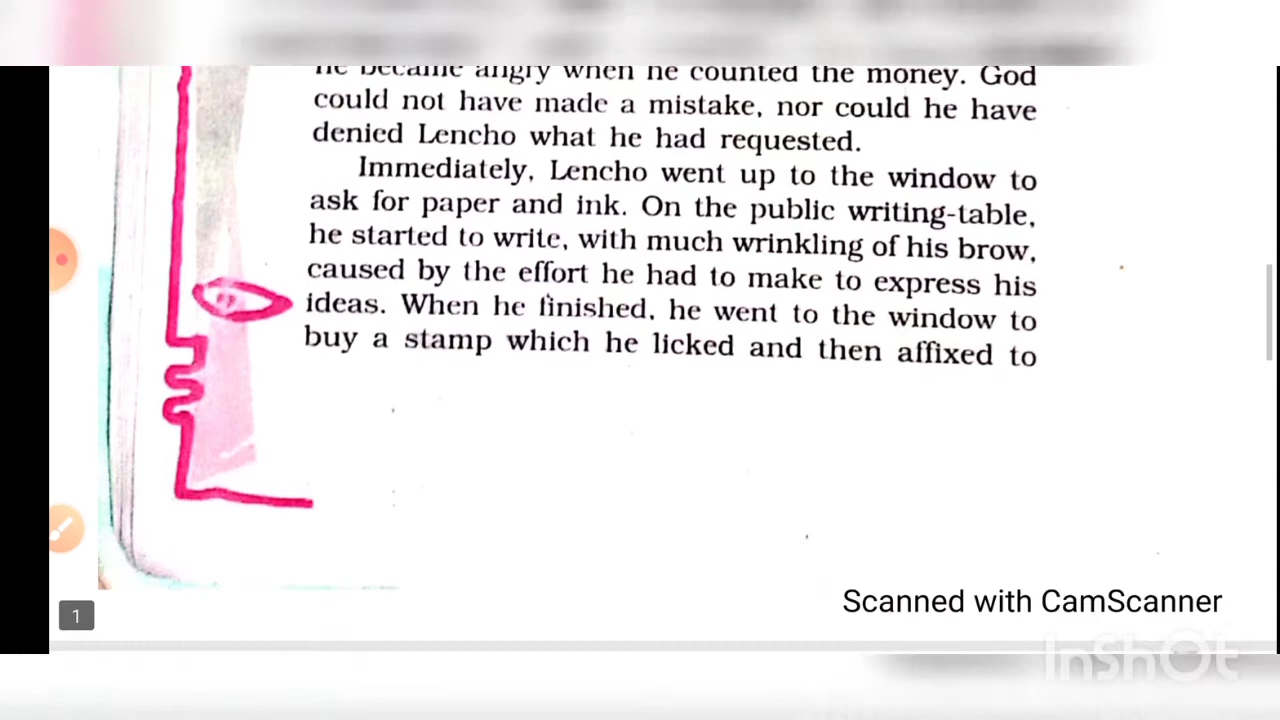 he became angry when he counted the money. God
could not have made a mistake, nor could he have
denied Lencho what he had requested.
Immediately, Lencho went up to the window to
ask for paper and ink. On the public writing-table,
he started to write, with much wrinkling of his brow,
caused by the effort he had to make to express his
ideas. When he finished, he went to the window to
buy a stamp which he licked and then affixed to
Scanned with CamScanner
1
InShOt